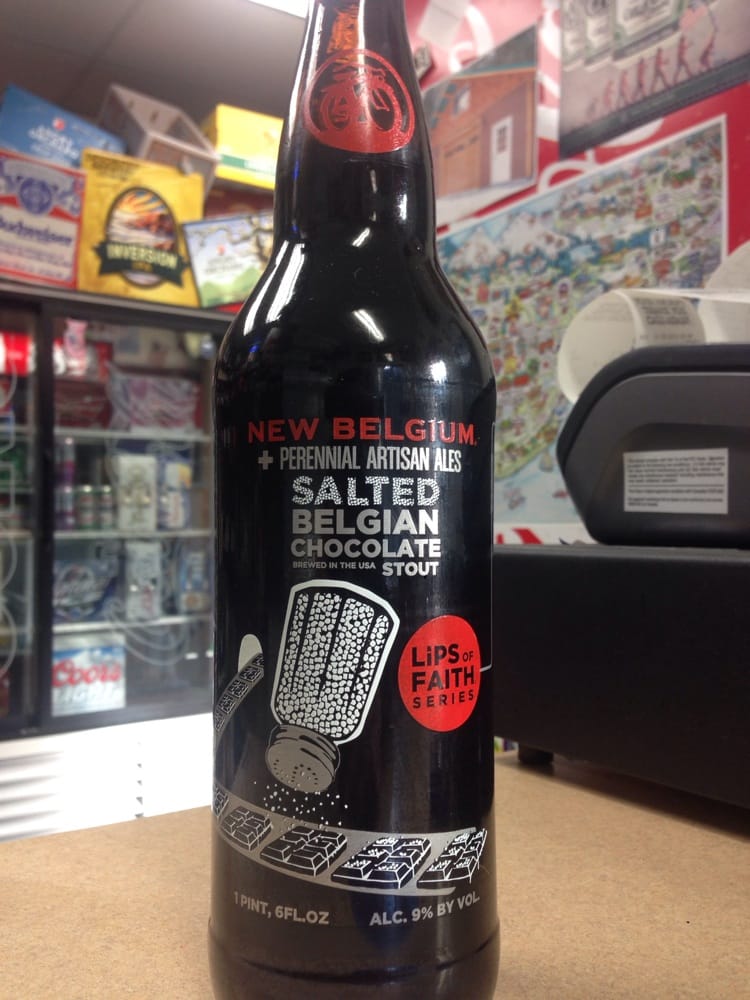 Budweiser
INVERSION
IPA
NEW BELGIUM.
+ PERENNIAL ARTISAN ALES
SALTED
BELGIAN
CHOCOLATE
BREWED IN THE USA STOUT
LiPS OF
FAITH
SERIES
Coors
LIGHT
1 PINT, 6FL.OZ ALC. 9% BY VOL.